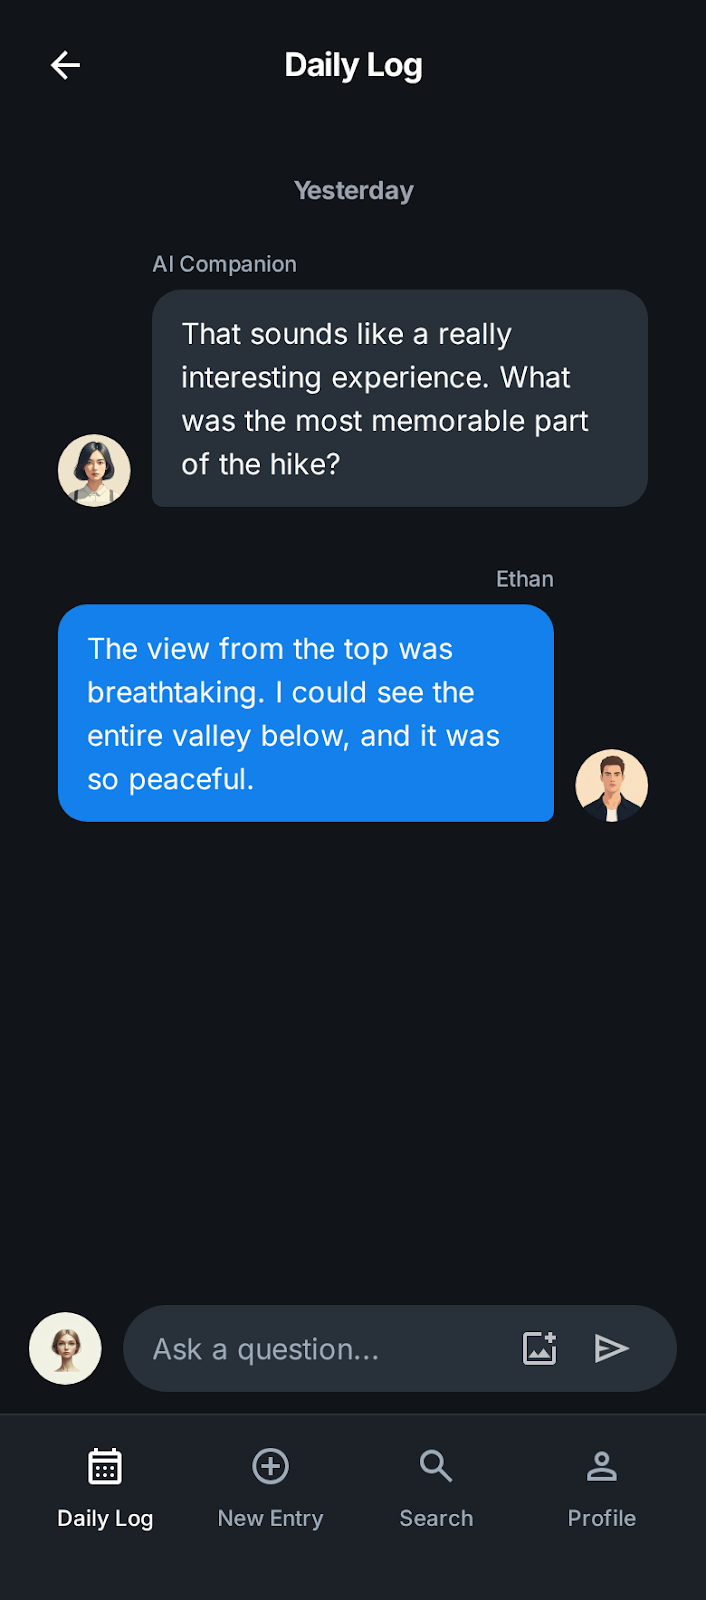 Daily Log
Yesterday
AI Companion
That sounds like a really
interesting experience. What
was the most memorable part
of the hike?
Ethan
The view from the top was
breathtaking. I could see the
entire valley below, and it was
so peaceful.
Ask a question...
Daily Log
New Entry
Search
Profile